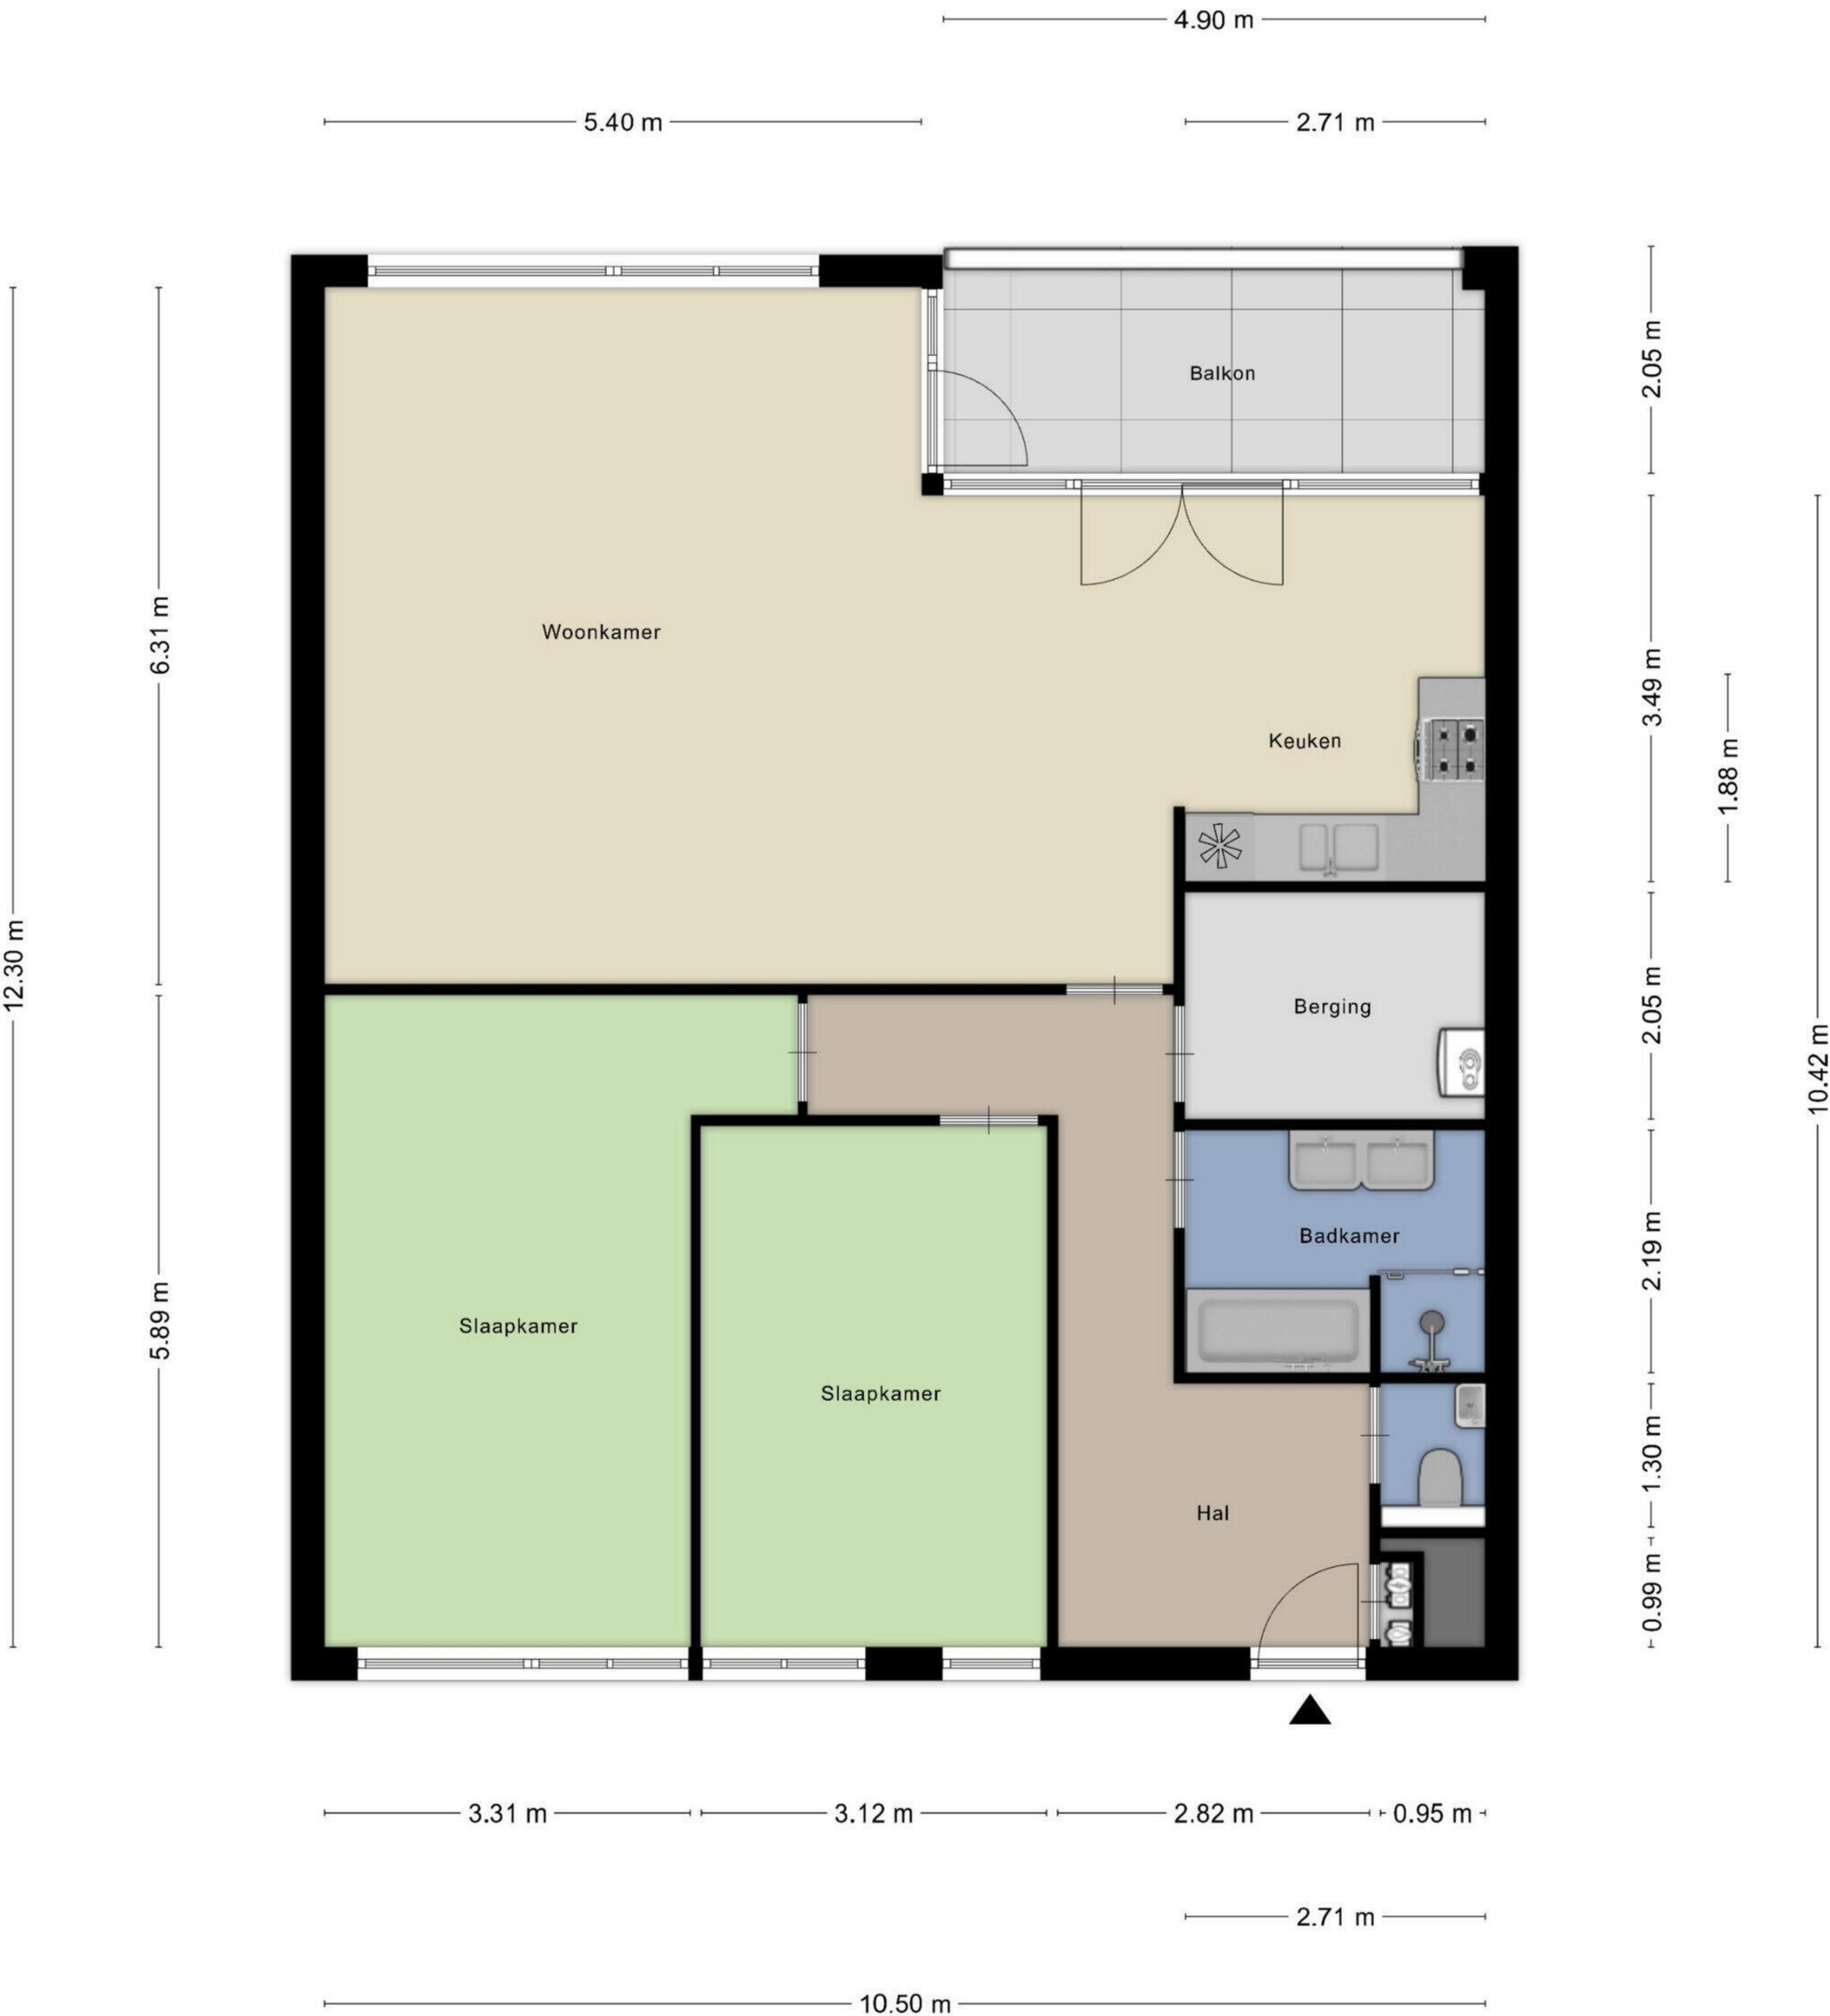 4.90 m
5.40 m
2.71 m
Balkon
2.05 m
Woonkamer
6.31 m
3.49 m
Keuken
1.88 m
12.30 m
Berging
2.05 m
10.42 m
Badkamer
2.19 m
Slaapkamer
5.89 m
Slaapkamer
1.30 m
Hal
0.99 m
3.31 m
3.12 m
2.82 m
0.95 m
2.71 m
10.50 m